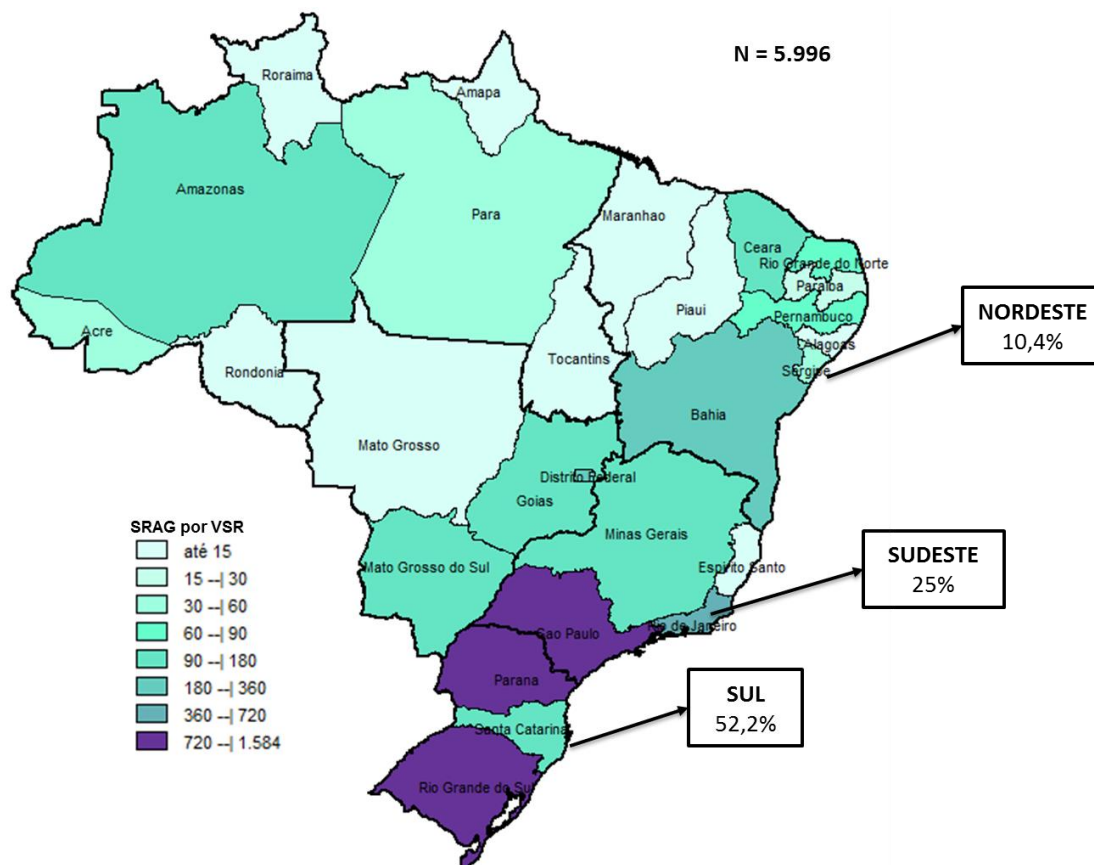 N = 5.996
Roraima
Amapa
Amazonas
Para
Maranhao
Ceara
Rio Grande do Norte
Paraiba
Piaui
Pernambuco
Acre
Alagoas
Sergipe
Rondonia
Tocantins
Bahia
Mato Grosso
Distrito Federal
Goias
Minas Gerais
Mato Grosso do Sul
Espirito Santo
Rio de Janeiro
Sao Paulo
Parana
Santa Catarina
Rio Grande do Sul
NORDESTE
10,4%
SUDESTE
25%
SUL
52,2%
SRAG por VSR
até 15
15 --| 30
30 --| 60
60 --| 90
90 --| 180
180 --| 360
360 --| 720
720 --| 1.584